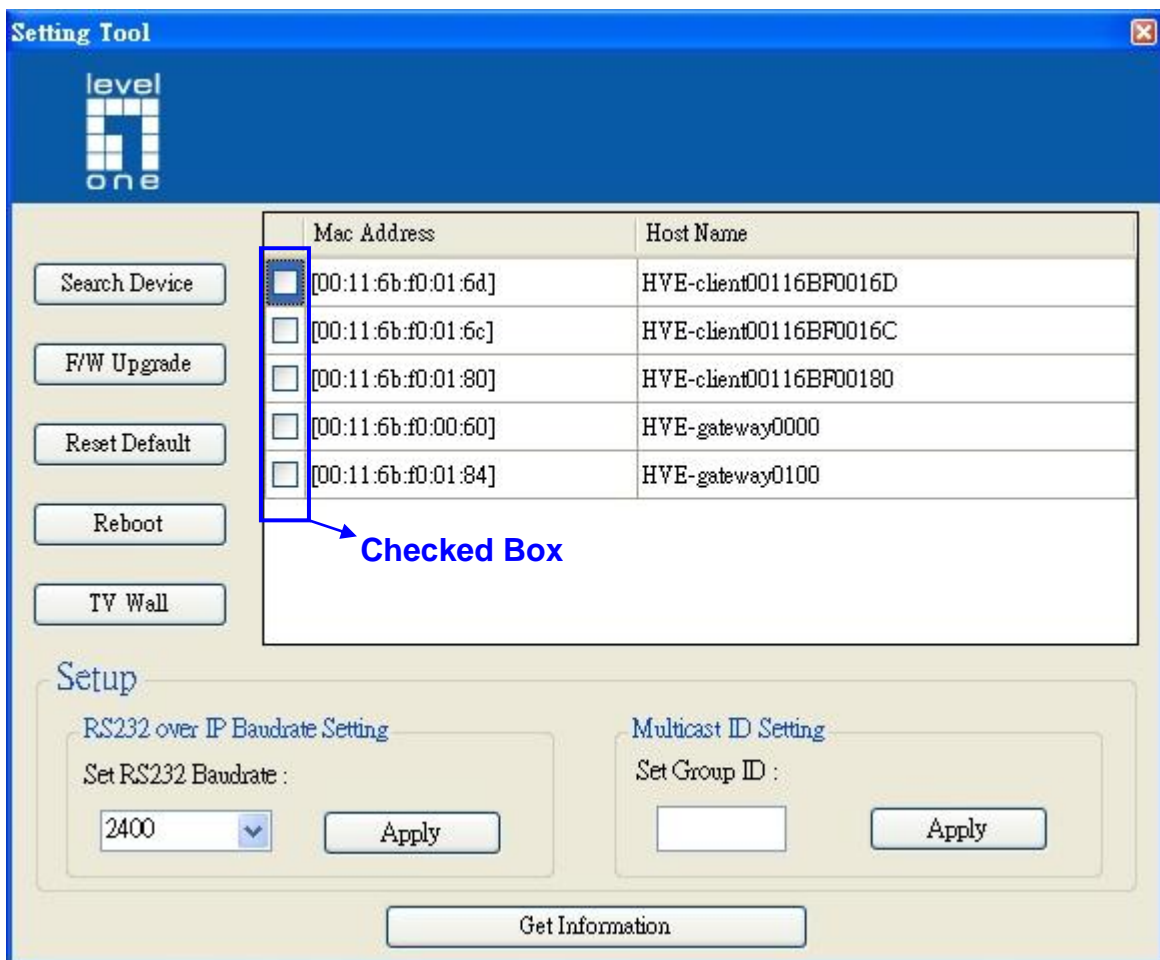 Setting Tool
level
one
Mac Address Host Name
Search Device
[00:11:6b:f0:01:6d] HVE-client00116BF0016D
[00:11:6b:f0:01:6c] HVE-client00116BF0016C
F/W Upgrade
[00:11:6b:f0:01:80] HVE-client00116BF00180
[00:11:6b:f0:00:60] HVE-gateway0000
Reset Default
[00:11:6b:f0:01:84] HVE-gateway0100
Reboot
Checked Box
TV Wall
Setup
RS232 over IP Baudrate Setting
Set RS232 Baudrate :
2400
Apply
Multicast ID Setting
Set Group ID :
Apply
Get Information